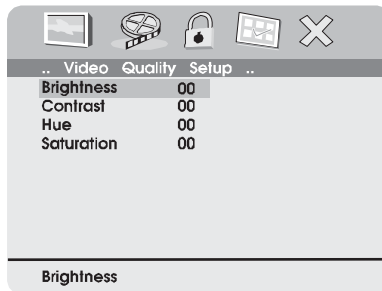 .. Video Quality Setup ..
Brightness 00
Contrast 00
Hue 00
Saturation 00
Brightness